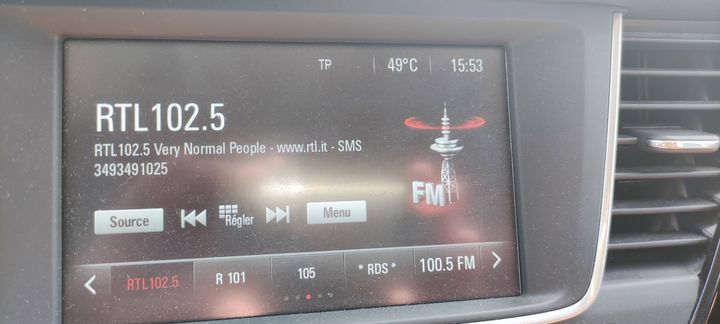 TP 49°C 15:53
RTL102.5
RTL102.5 Very Normal People - www.rtl.it - SMS
3493491025
FM
Source Régler Menu
RTL102.5 R 101 105 * RDS * 100.5 FM